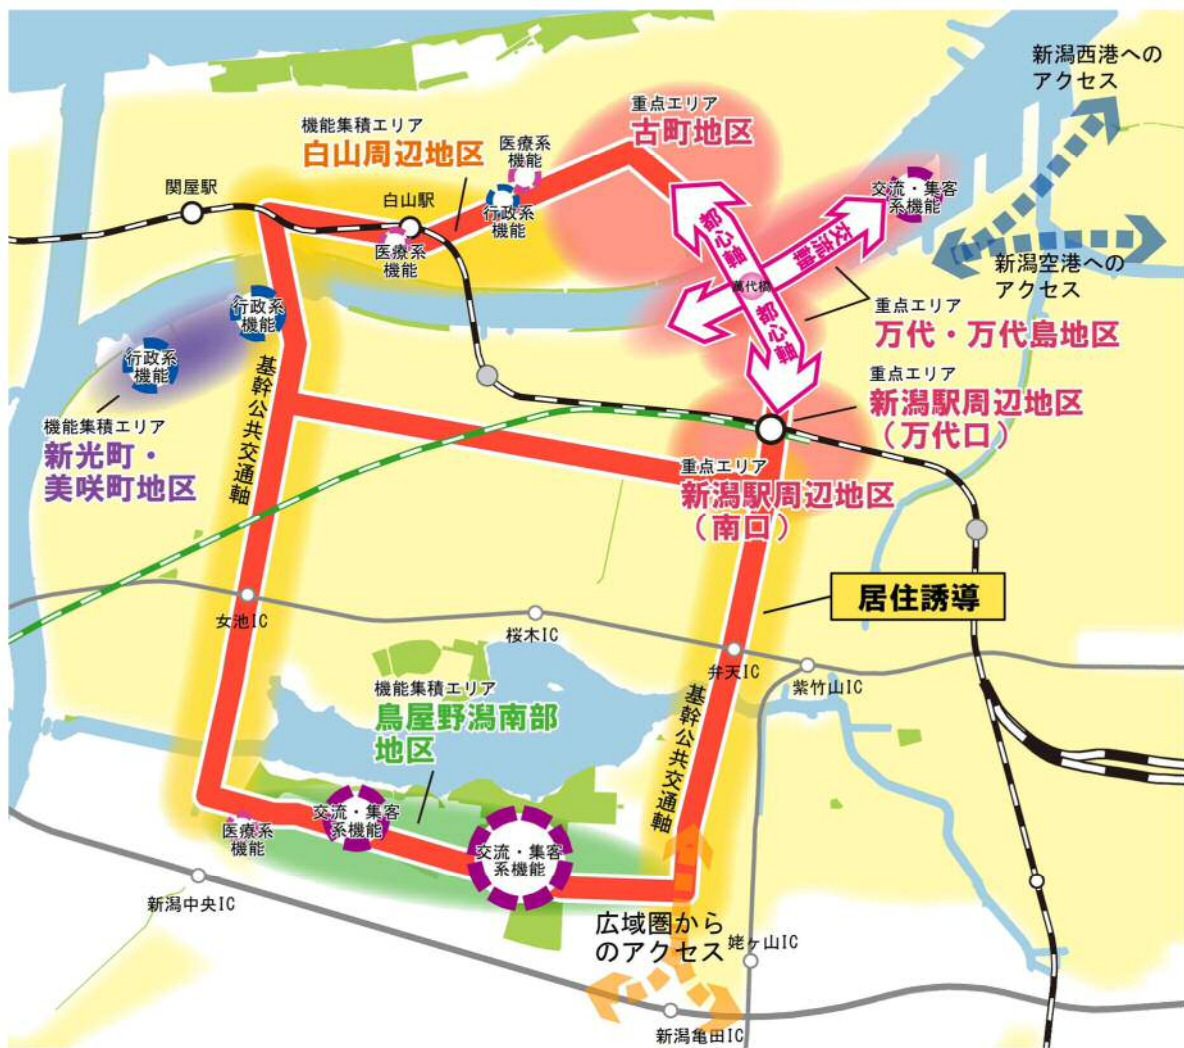 新潟西港への
アクセス
重点エリア
古町地区
機能集積エリア
白山周辺地区
医療系
機能
関屋駅
白山駅
行政系
機能
医療系
機能
交流・集客
系機能
都心軸
交流軸
萬代橋
都心軸
新潟空港への
アクセス
重点エリア
万代・万代島地区
行政系
機能
行政系
機能
重点エリア
新潟駅周辺地区
(万代口)
機能集積エリア
新光町・
美咲町地区
基幹公共交通軸
重点エリア
新潟駅周辺地区
(南口)
居住誘導
女池IC
桜木IC
弁天IC
紫竹山IC
機能集積エリア
鳥屋野潟南部
地区
基幹公共交通軸
医療系
機能
交流・集客
系機能
交流・集客
系機能
新潟中央IC
広域圏から
のアクセス
姥ヶ山IC
新潟亀田IC